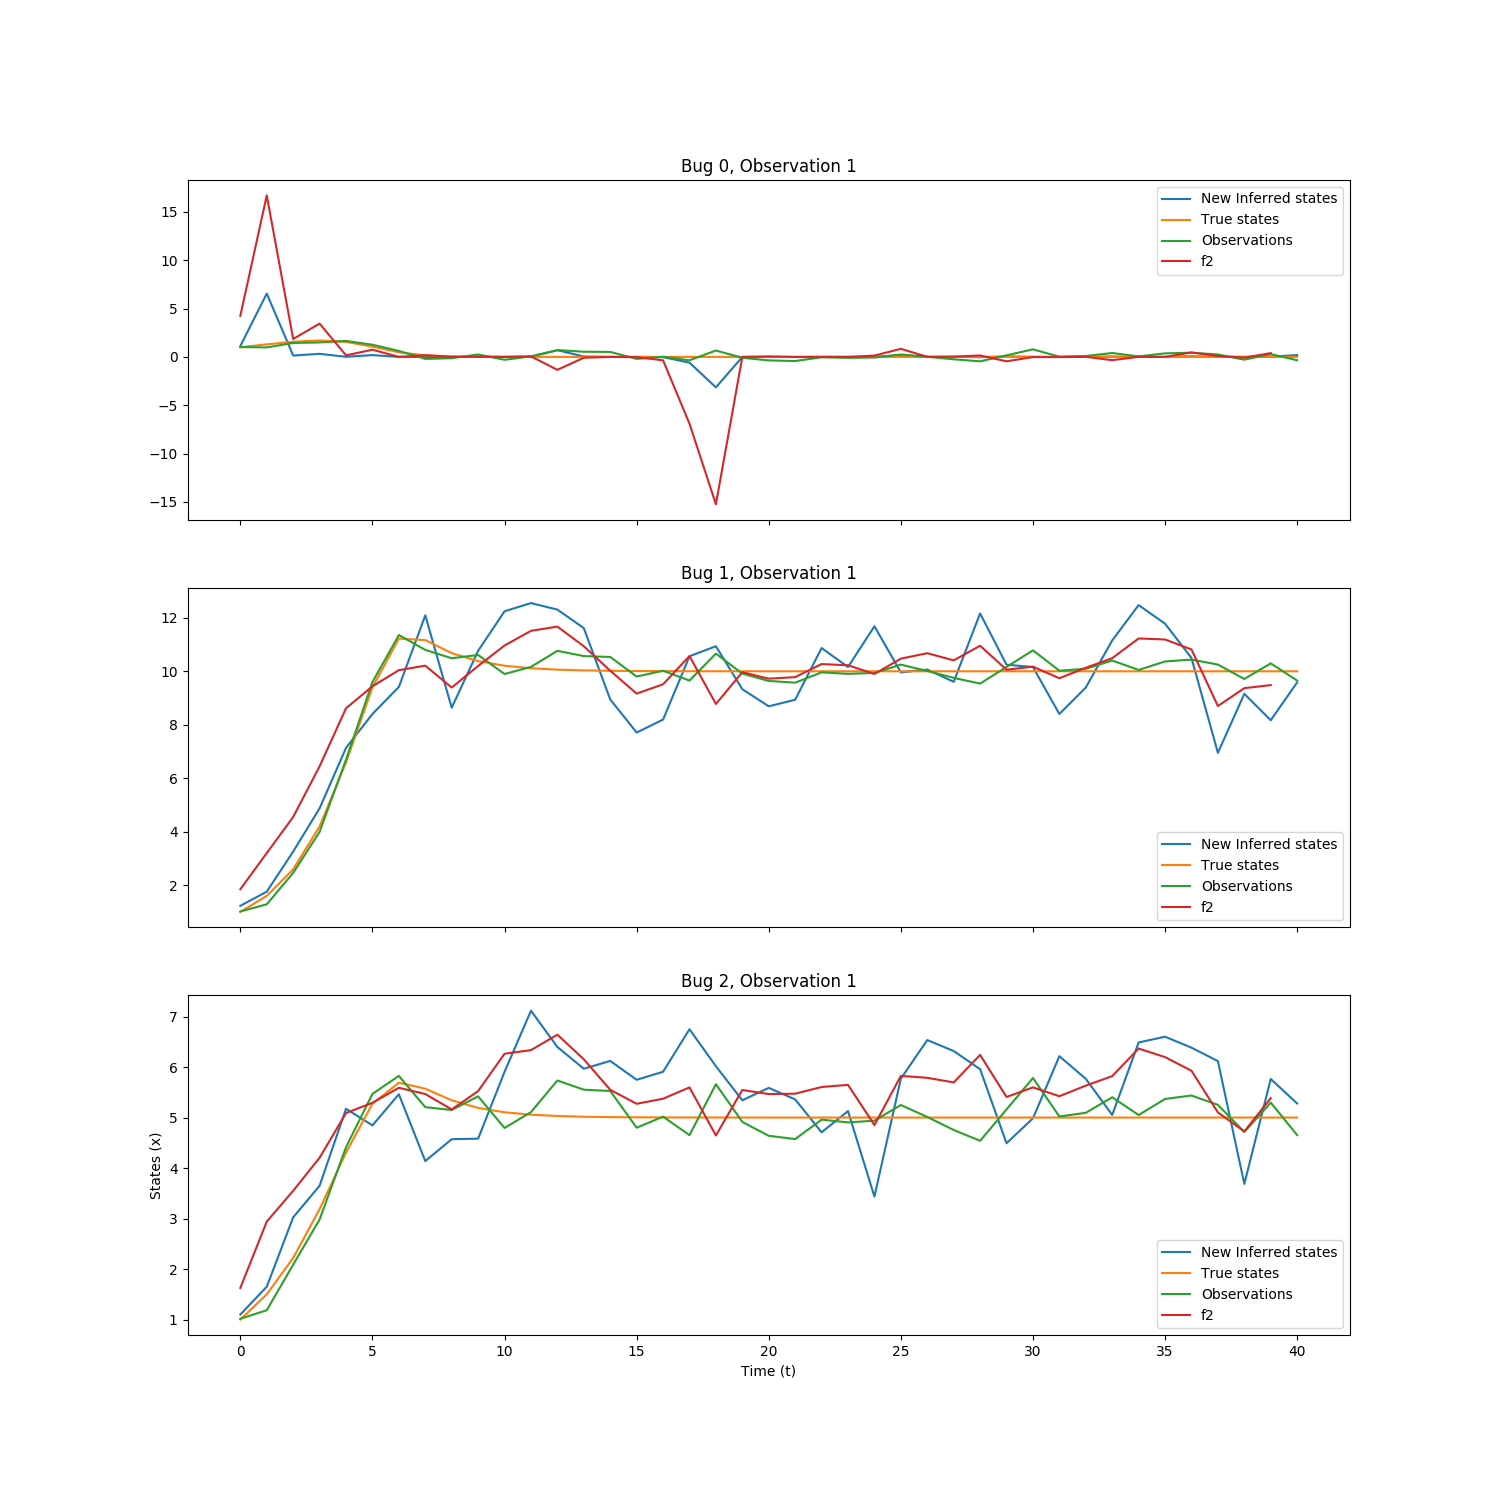 Bug 0, Observation 1
15
10
5
0
−5
−10
−15
New Inferred states
True states
Observations
f2
Bug 1, Observation 1
12
10
8
6
4
2
New Inferred states
True states
Observations
f2
Bug 2, Observation 1
States (x)
7
6
5
4
3
2
1
New Inferred states
True states
Observations
f2
0 5 10 15 20 25 30 35 40
Time (t)